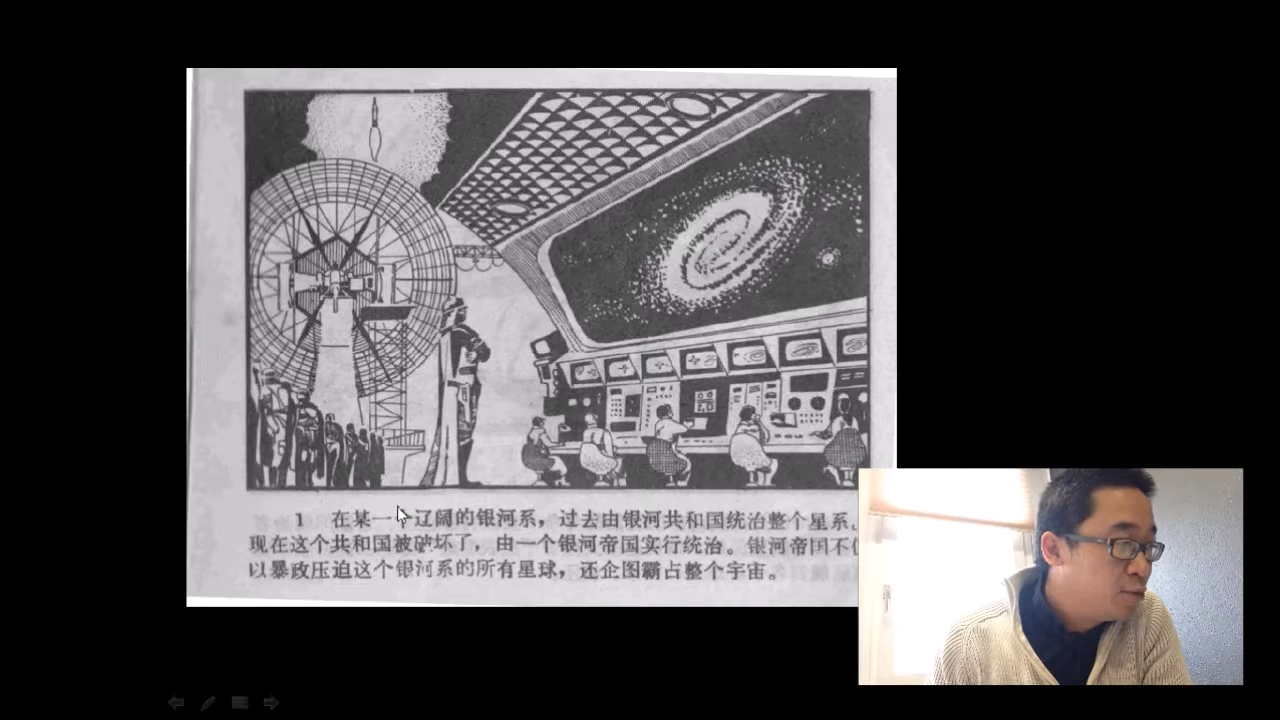 1 在某一个辽阔的银河系，过去由银河共和国统治整个星系。
现在这个共和国被破坏了，由一个银河帝国实行统治。银河帝国不
以暴政压迫这个银河系的所有星球，还企图霸占整个宇宙。